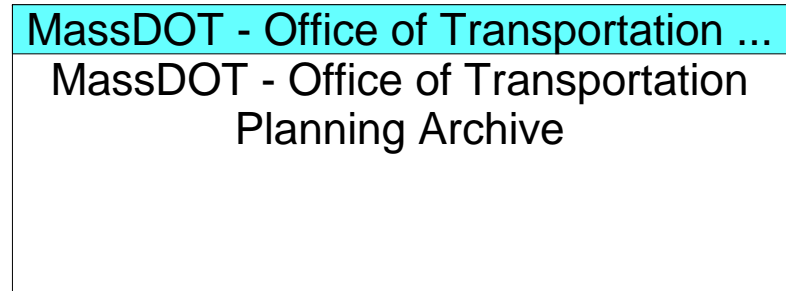 MassDOT - Office of Transportation ...
MassDOT - Office of Transportation
Planning Archive